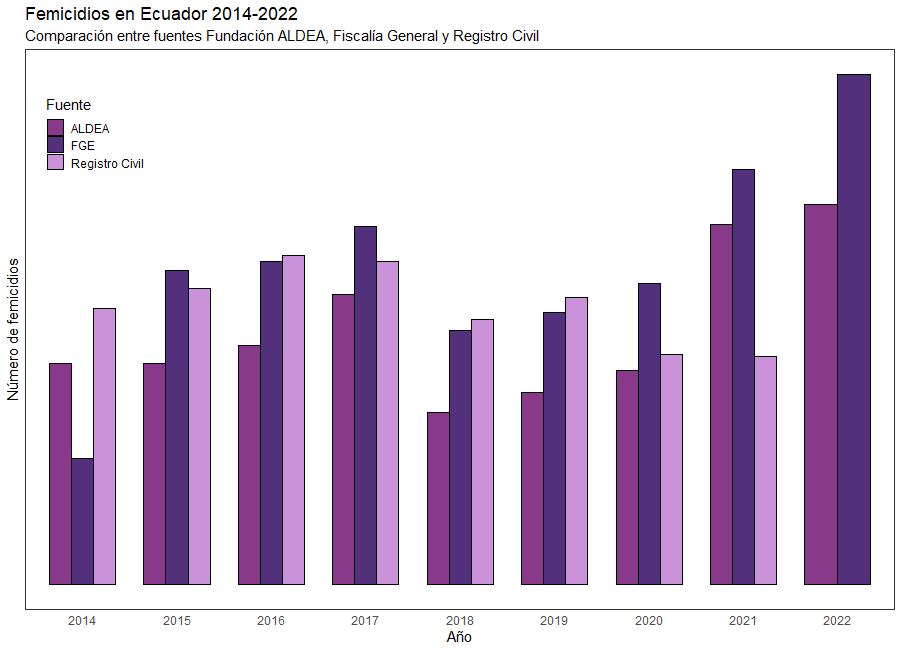 Femicidios en Ecuador 2014-2022
Comparación entre fuentes Fundación ALDEA, Fiscalía General y Registro Civil
Fuente
ALDEA
FGE
Registro Civil
Número de femicidios
2014 2015 2016 2017 2018 2019 2020 2021 2022
Año